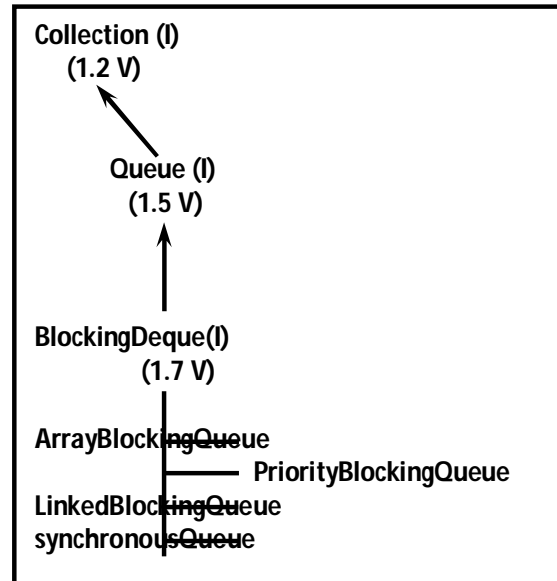 Collection (I)
(1.2 V)
Queue (I)
(1.5 V)
BlockingDeque(I)
(1.7 V)
ArrayBlockingQueue
PriorityBlockingQueue
LinkedBlockingQueue
synchronousQueue